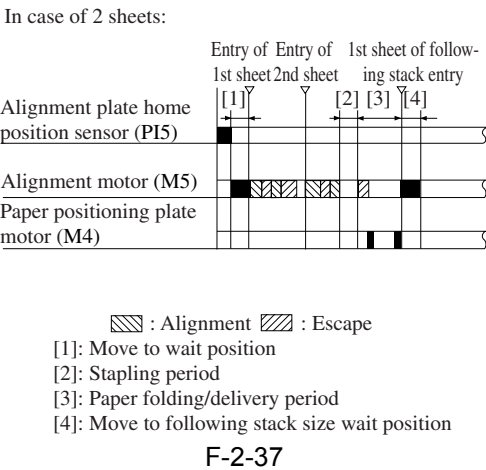 In case of 2 sheets:
Entry of Entry of 1st sheet of follow-
1st sheet 2nd sheet ing stack entry
[1] [2] [3] [4]
Alignment plate home
position sensor (PI5)
Alignment motor (M5)
Paper positioning plate
motor (M4)
: Alignment : Escape
[1]: Move to wait position
[2]: Stapling period
[3]: Paper folding/delivery period
[4]: Move to following stack size wait position
F-2-37